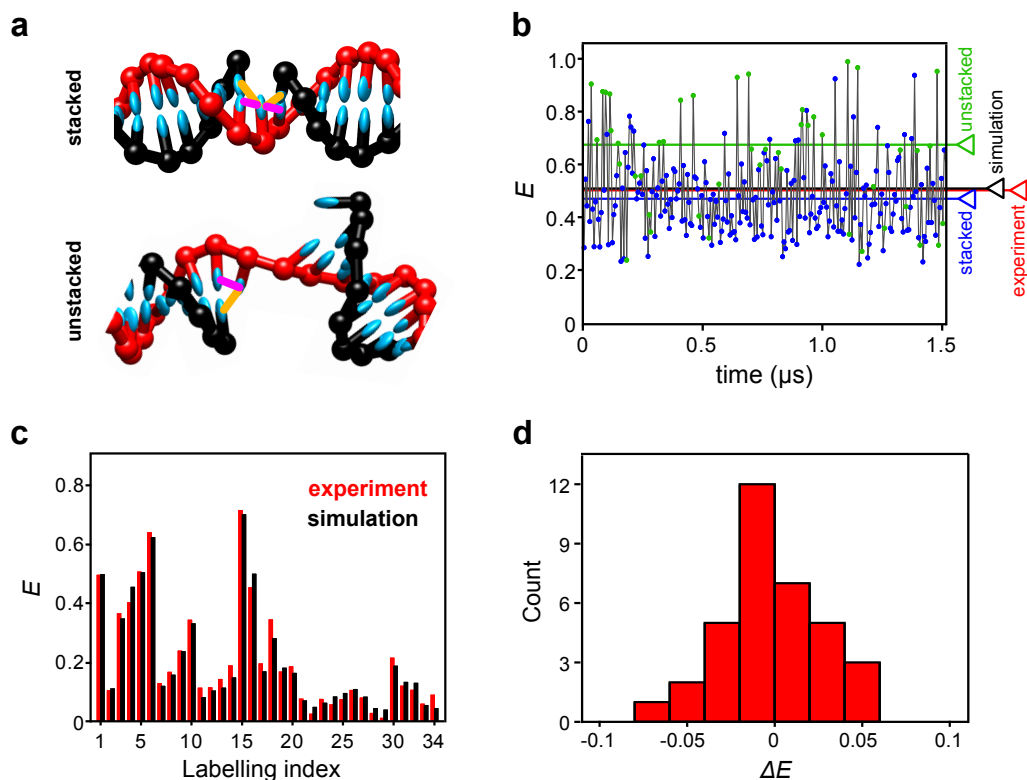 a
stacked
unstacked
b
E
1.0
0.8
0.6
0.4
0.2
0
0
0.5
1.0
1.5
time (μs)
unstacked
simulation
stacked
experiment
c
E
0.8
0.6
0.4
0.2
0
experiment
simulation
1
5
10
15
20
25
30
34
Labelling index
d
Count
12
9
6
3
0
-0.1
-0.05
0
0.05
0.1
ΔE